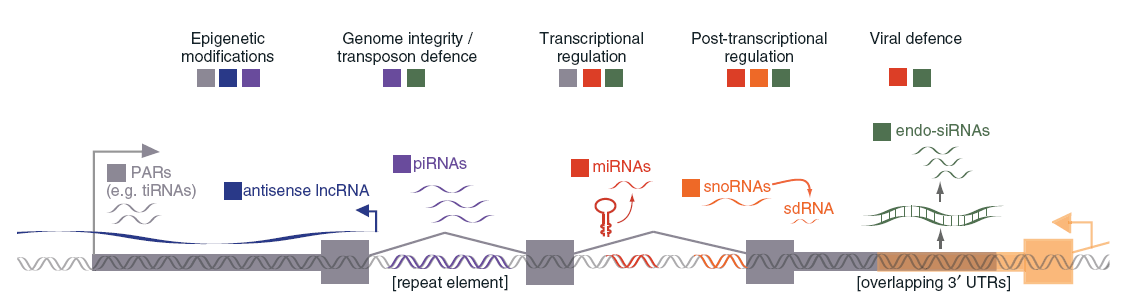 Epigenetic
modifications
Genome integrity /
transposon defence
Transcriptional
regulation
Post-transcriptional
regulation
Viral defence
PARs
(e.g. tiRNAs)
antisense lncRNA
piRNAs
miRNAs
snoRNAs
sdRNA
endo-siRNAs
[repeat element]
[overlapping 3′ UTRs]